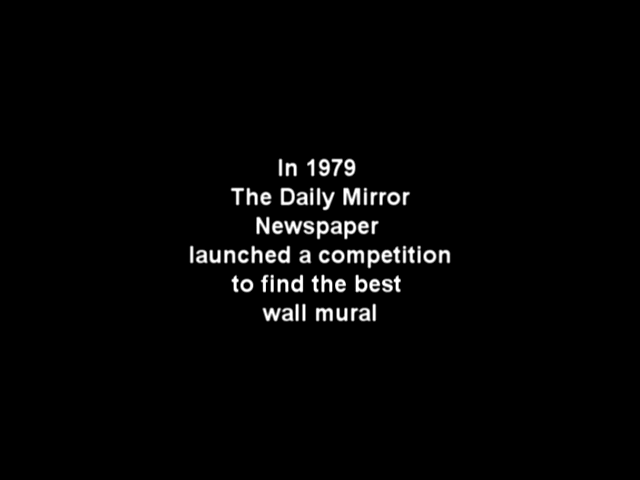 In 1979
The Daily Mirror
Newspaper
launched a competition
to find the best
wall mural